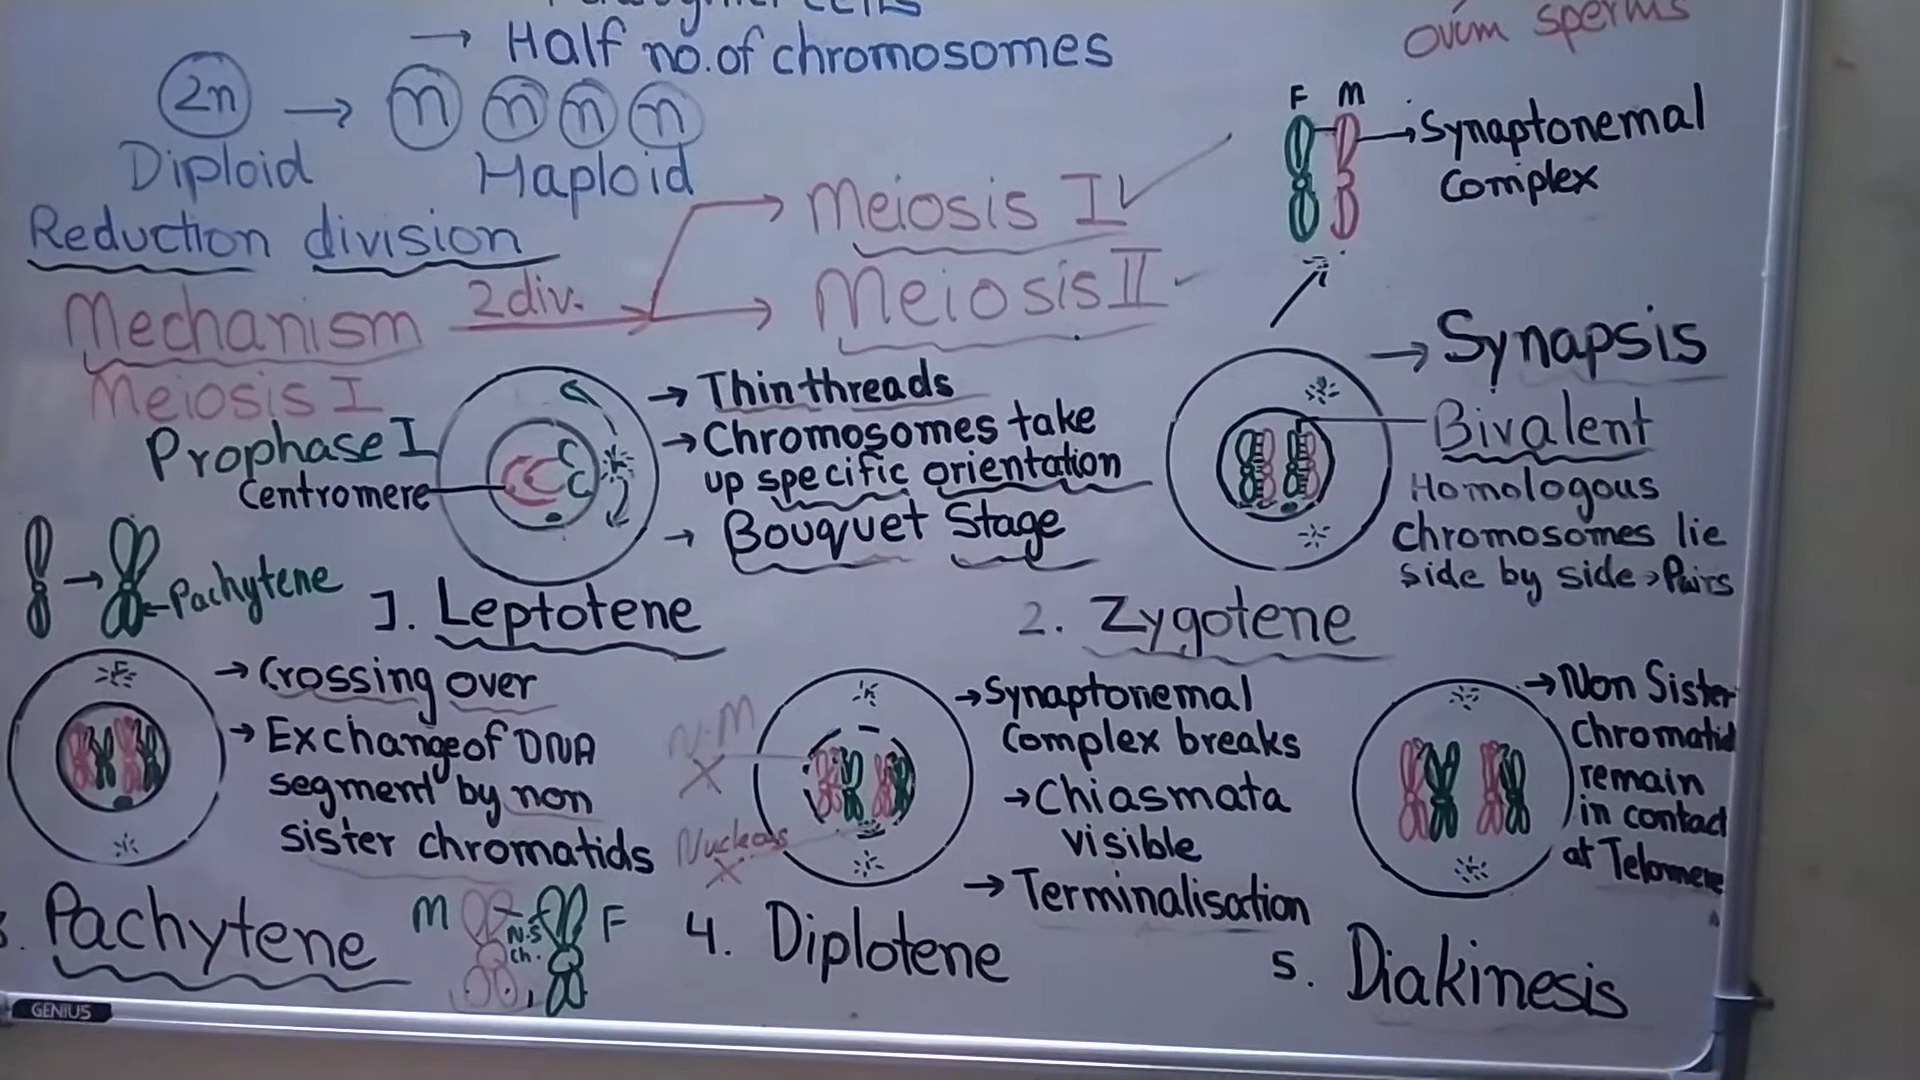 → Half no. of chromosomes
ovum sperms
2n → n n n n
Diploid Haploid
Reduction division
Mechanism 2 div. → Meiosis I
→ Meiosis II
F M
→ Synaptonemal
Complex
Meiosis I
Prophase I
Centromere
→ Thin threads
→ Chromosomes take
up specific orientation
→ Bouquet Stage
→ Pachytene
1. Leptotene
→ Synapsis
Bivalent
Homologous
chromosomes lie
side by side > Pairs
2. Zygotene
→ Crossing over
→ Exchange of DNA
segment by non
sister chromatids
3. Pachytene
M F
N.S
ch.
N.M
X
Nucleos
X
→ Synaptonemal
Complex breaks
→ Chiasmata
visible
→ Terminalisation
4. Diplotene
→ Non Sister
Chromatid
remain
in contact
at Telomere
5. Diakinesis
GENIUS